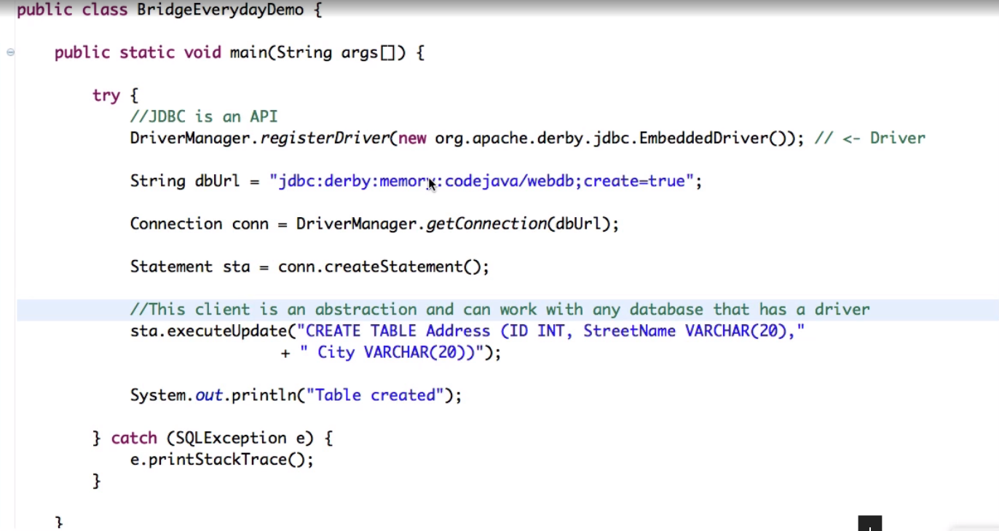 public class BridgeEverydayDemo {
public static void main(String args[]) {
try {
//JDBC is an API
DriverManager.registerDriver(new org.apache.derby.jdbc.EmbeddedDriver()); // <- Driver
String dbUrl = "jdbc:derby:memory:codejava/webdb;create=true";
Connection conn = DriverManager.getConnection(dbUrl);
Statement sta = conn.createStatement();
//This client is an abstraction and can work with any database that has a driver
sta.executeUpdate("CREATE TABLE Address (ID INT, StreetName VARCHAR(20),"
+ " City VARCHAR(20))");
System.out.println("Table created");
} catch (SQLException e) {
e.printStackTrace();
}
}